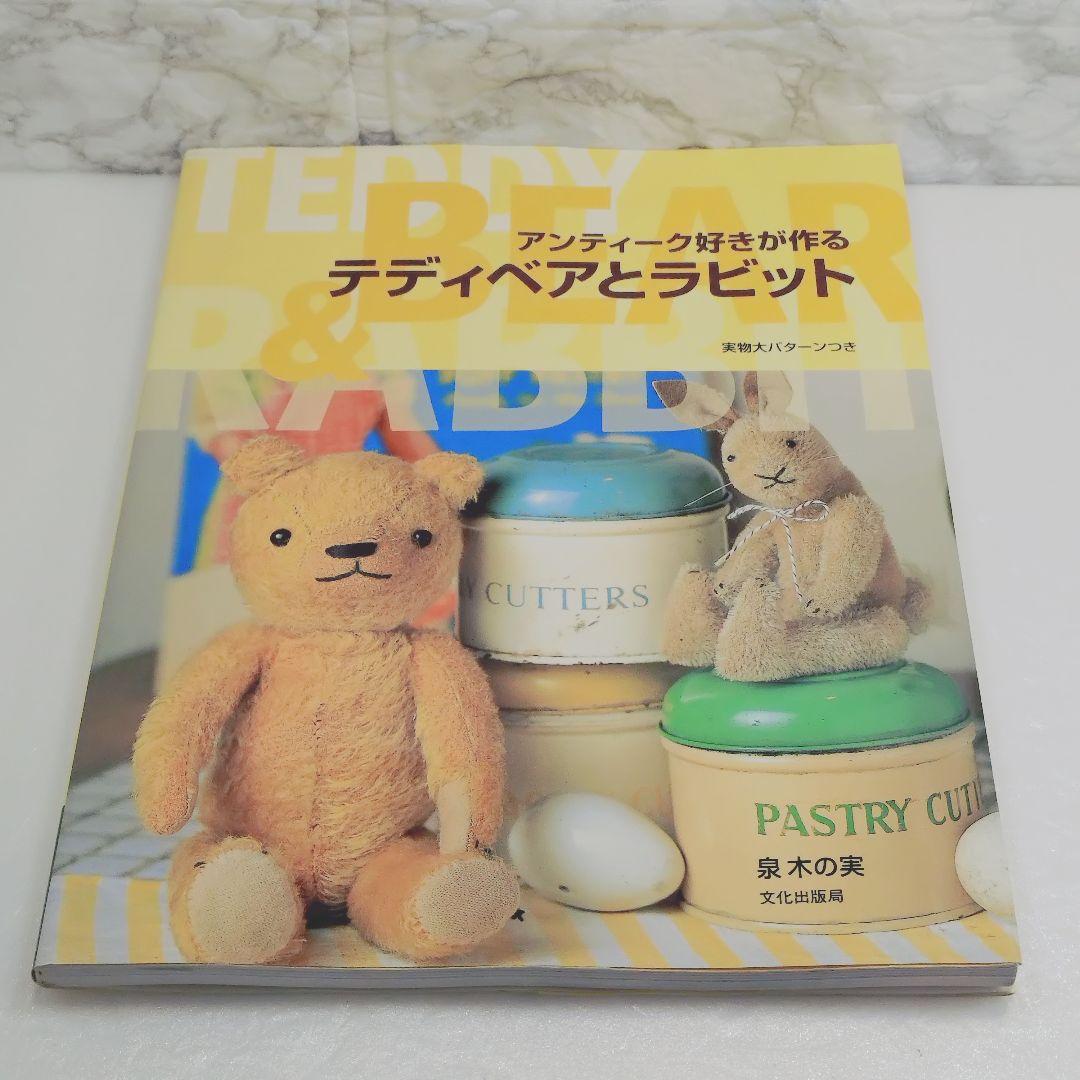 TEDDY
BEAR
アンティーク好きが作る
テディベアとラビット
&
RABBIT
実物大パターンつき
CUTTERS
PASTRY CUT
泉 木の実
文化出版局